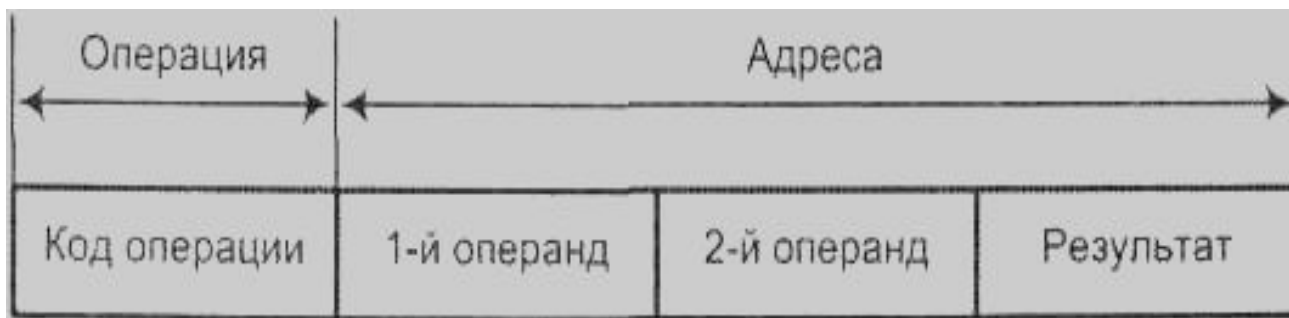 Операция Адреса
Код операции 1-й операнд 2-й операнд Результат